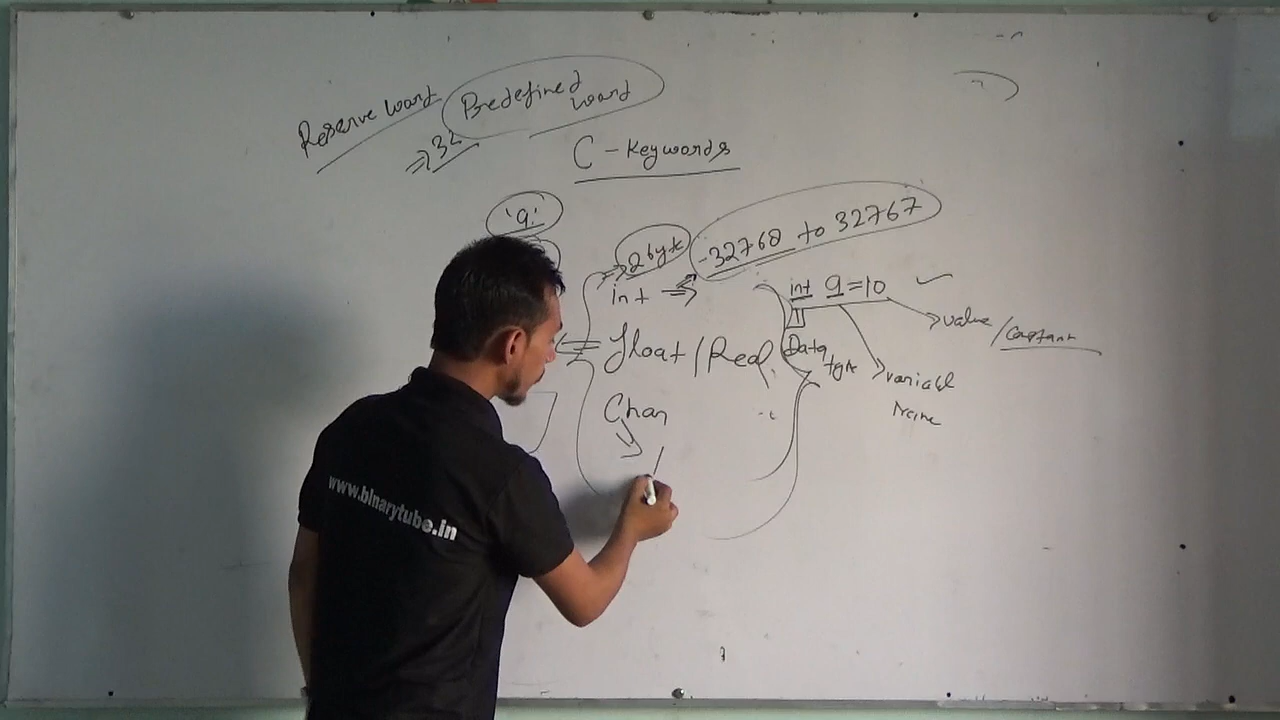 Reserve word
Predefined
word
=> 32
C - Keywords
'a'
=> 2 byte
-32768 to 32767
int =>
int a=10
value / Constant
float / Real
Data
type
variabl
Name
Char
www.binarytube.in